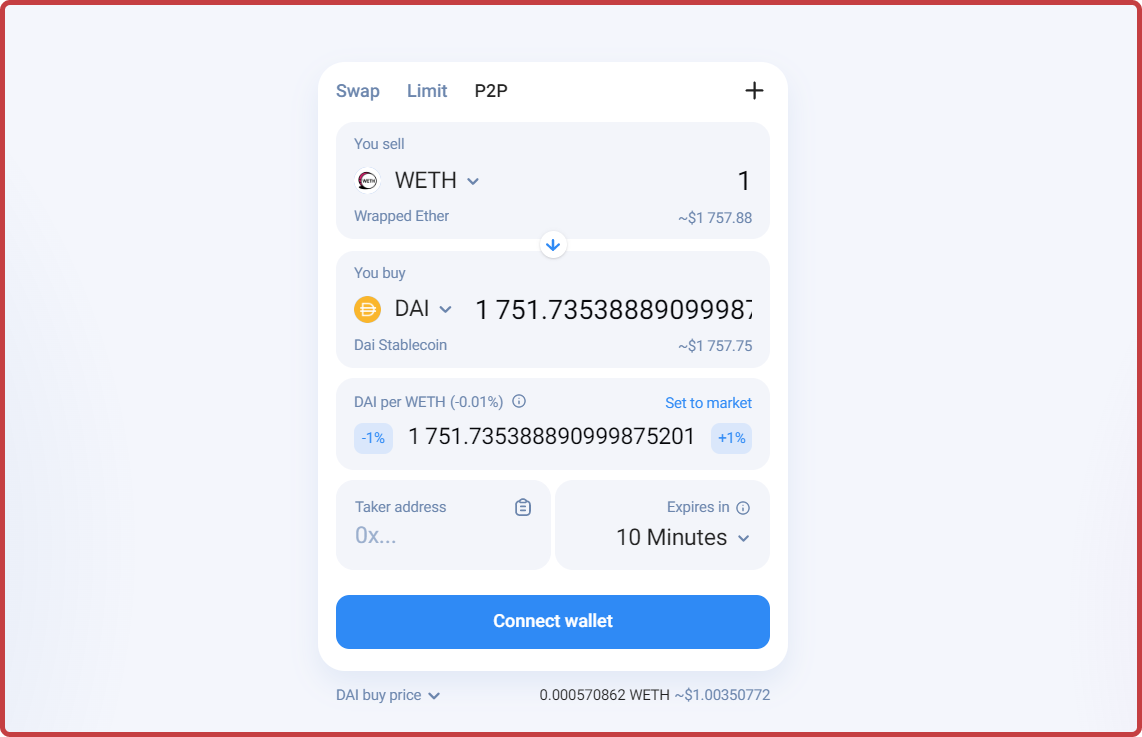 Swap Limit P2P
You sell
WETH WETH 1
Wrapped Ether ~$1 757.88
You buy
DAI 1 751.7353888909998
Dai Stablecoin ~$1 757.75
DAI per WETH (-0.01%) Set to market
-1% 1 751.735388890999875201 +1%
Taker address Expires in
0x... 10 Minutes
Connect wallet
DAI buy price 0.000570862 WETH ~$1.00350772